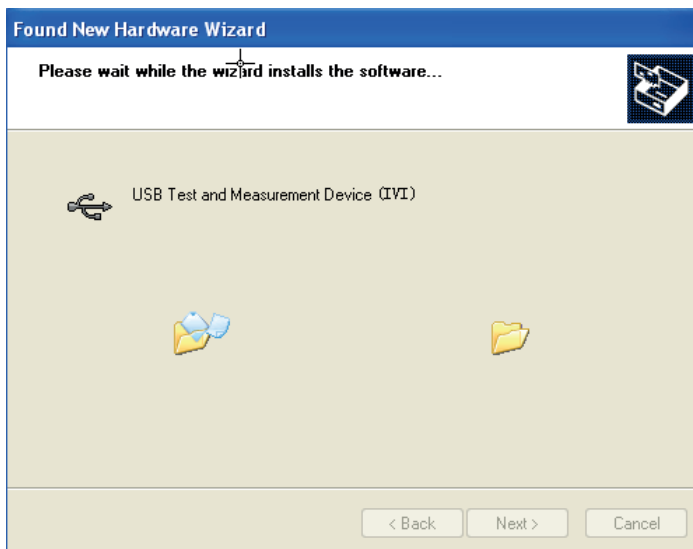 Found New Hardware Wizard
Please wait while the wizard installs the software...
USB Test and Measurement Device (IVI)
< Back
Next >
Cancel